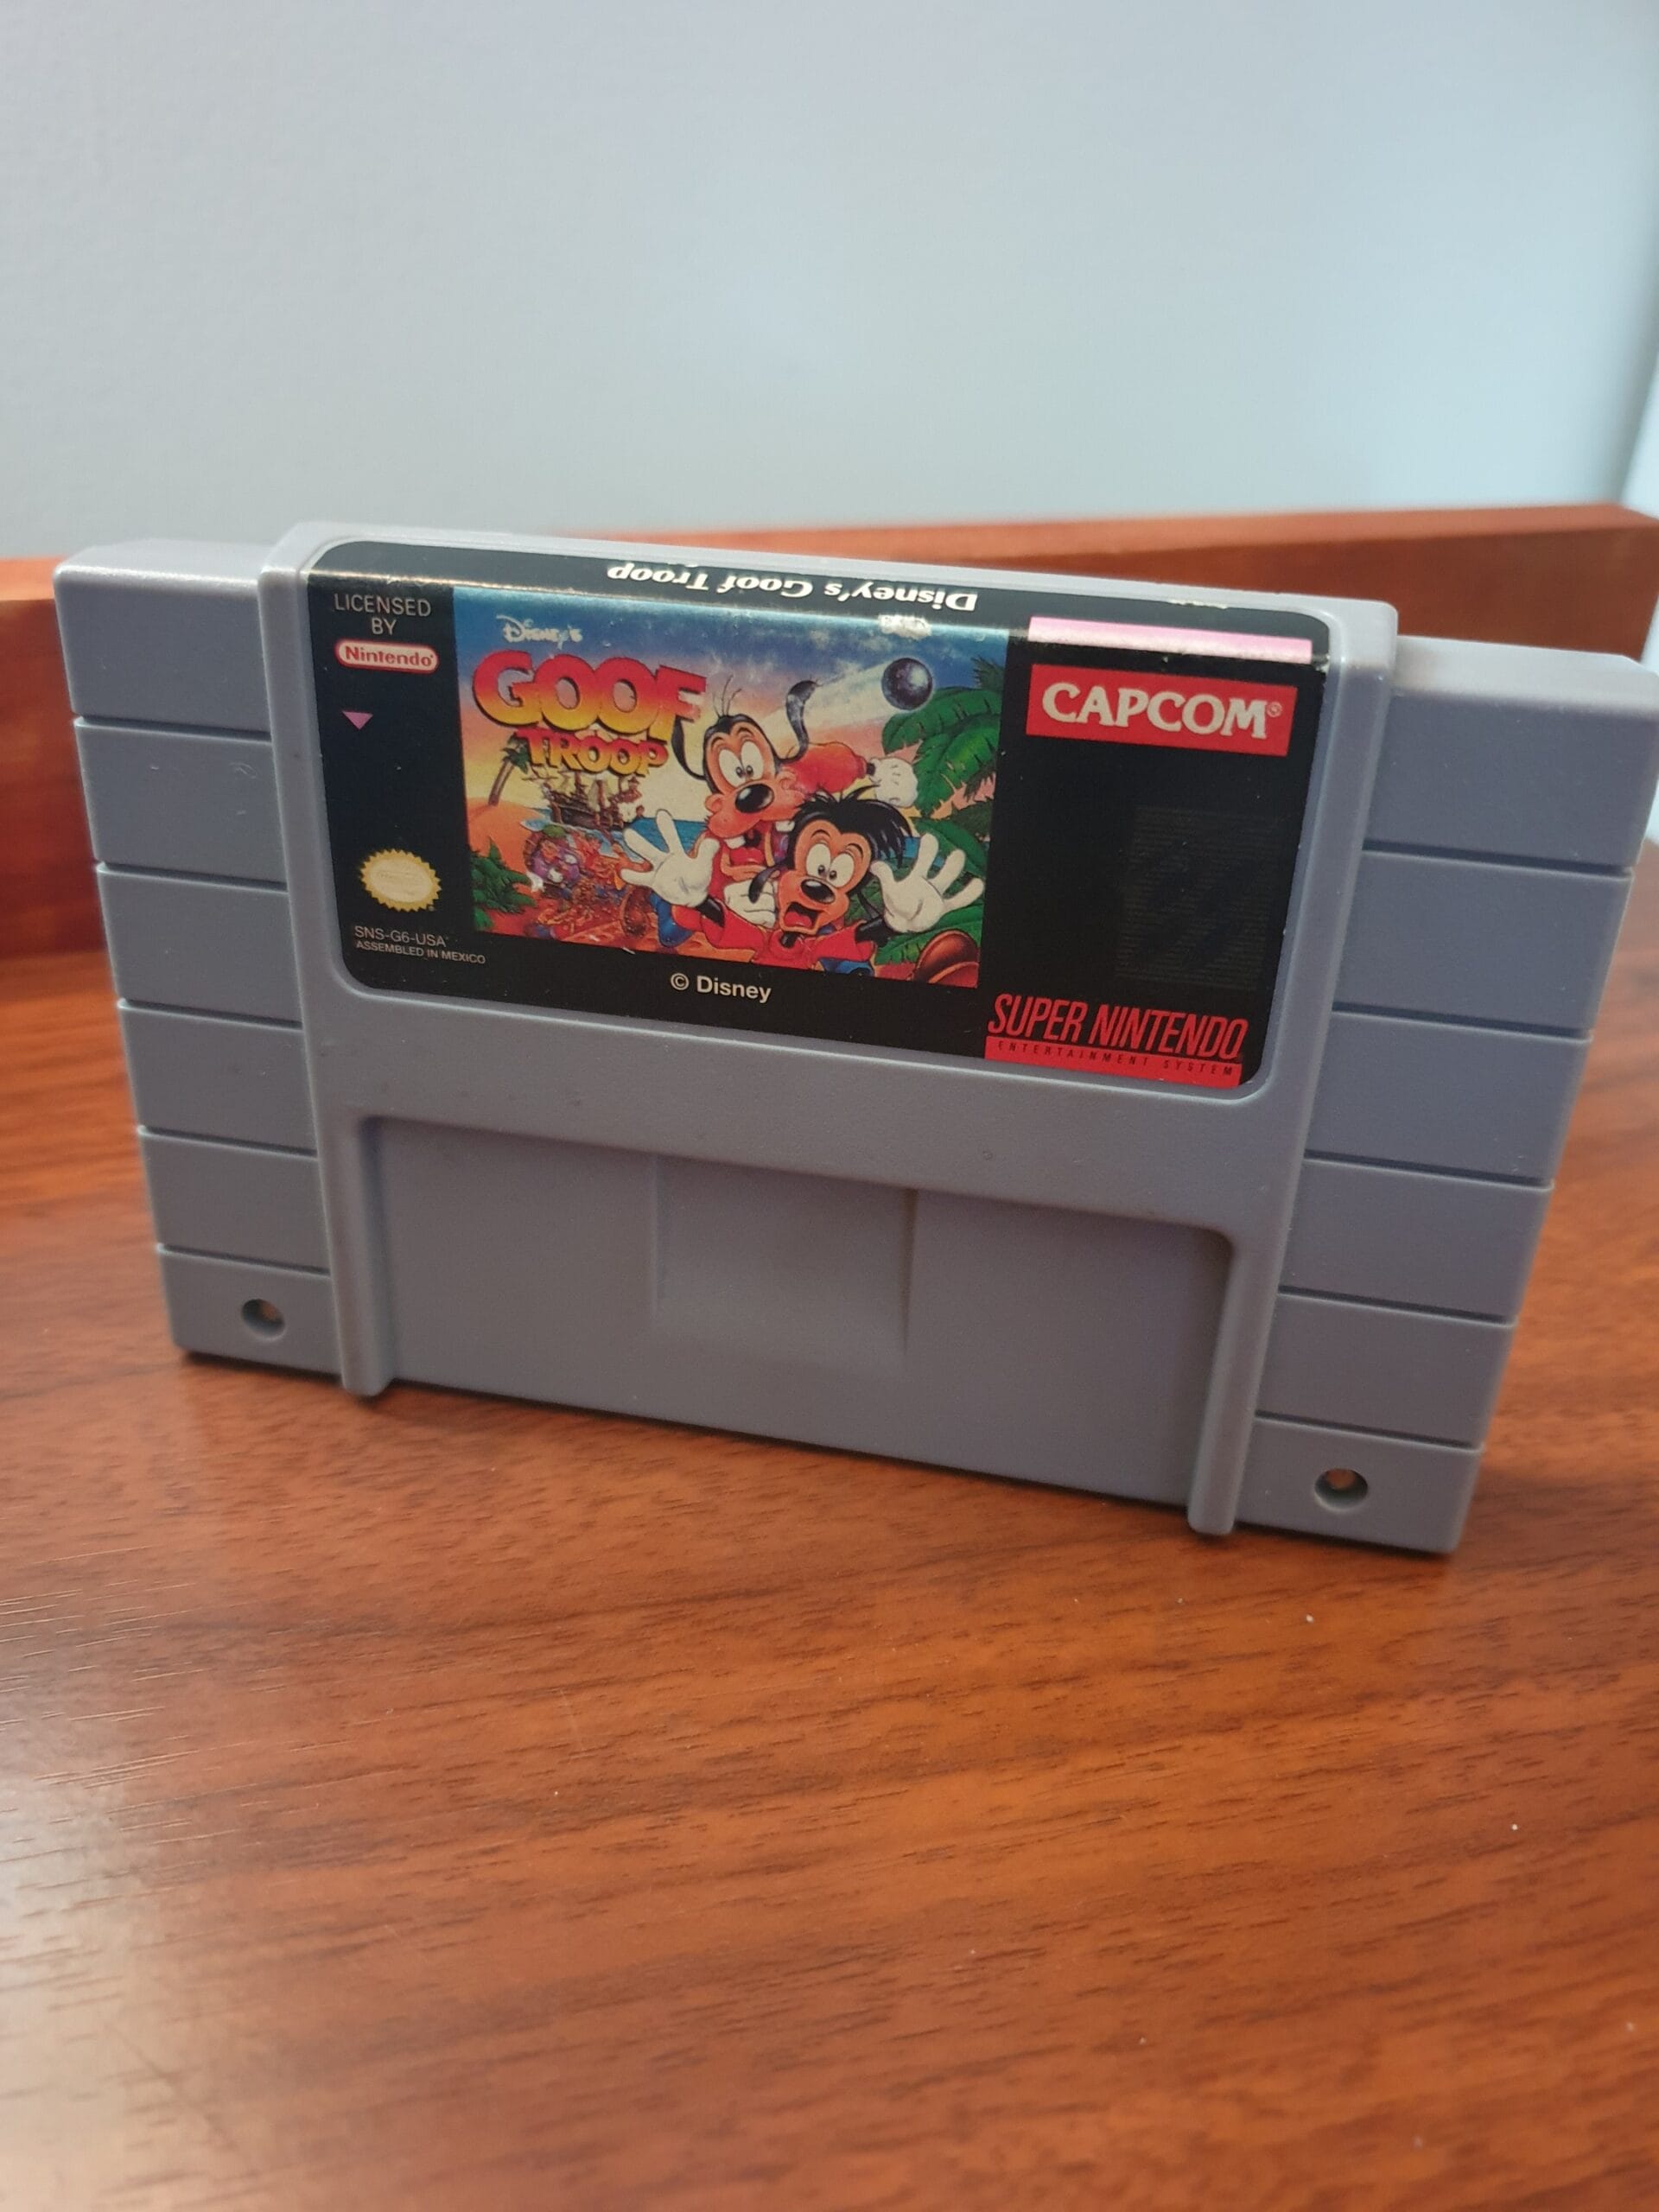 Disney's Goof Troop
LICENSED
BY
Nintendo
Disney's
GOOF
TROOP
CAPCOM®
SNS-G6-USA
ASSEMBLED IN MEXICO
© Disney
SUPER NINTENDO
ENTERTAINMENT SYSTEM